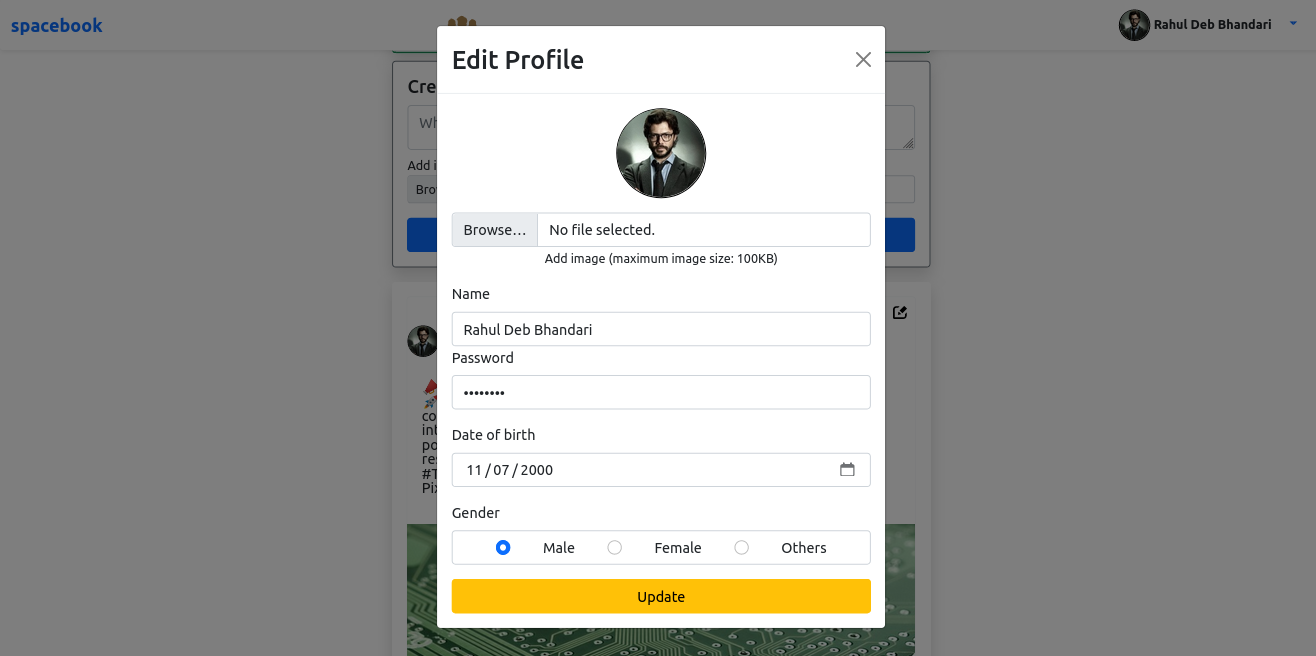 spacebook
Rahul Deb Bhandari
Edit Profile
Browse...
No file selected.
Add image (maximum image size: 100KB)
Name
Rahul Deb Bhandari
Password
••••••••
Date of birth
11 / 07 / 2000
Gender
Male
Female
Others
Update